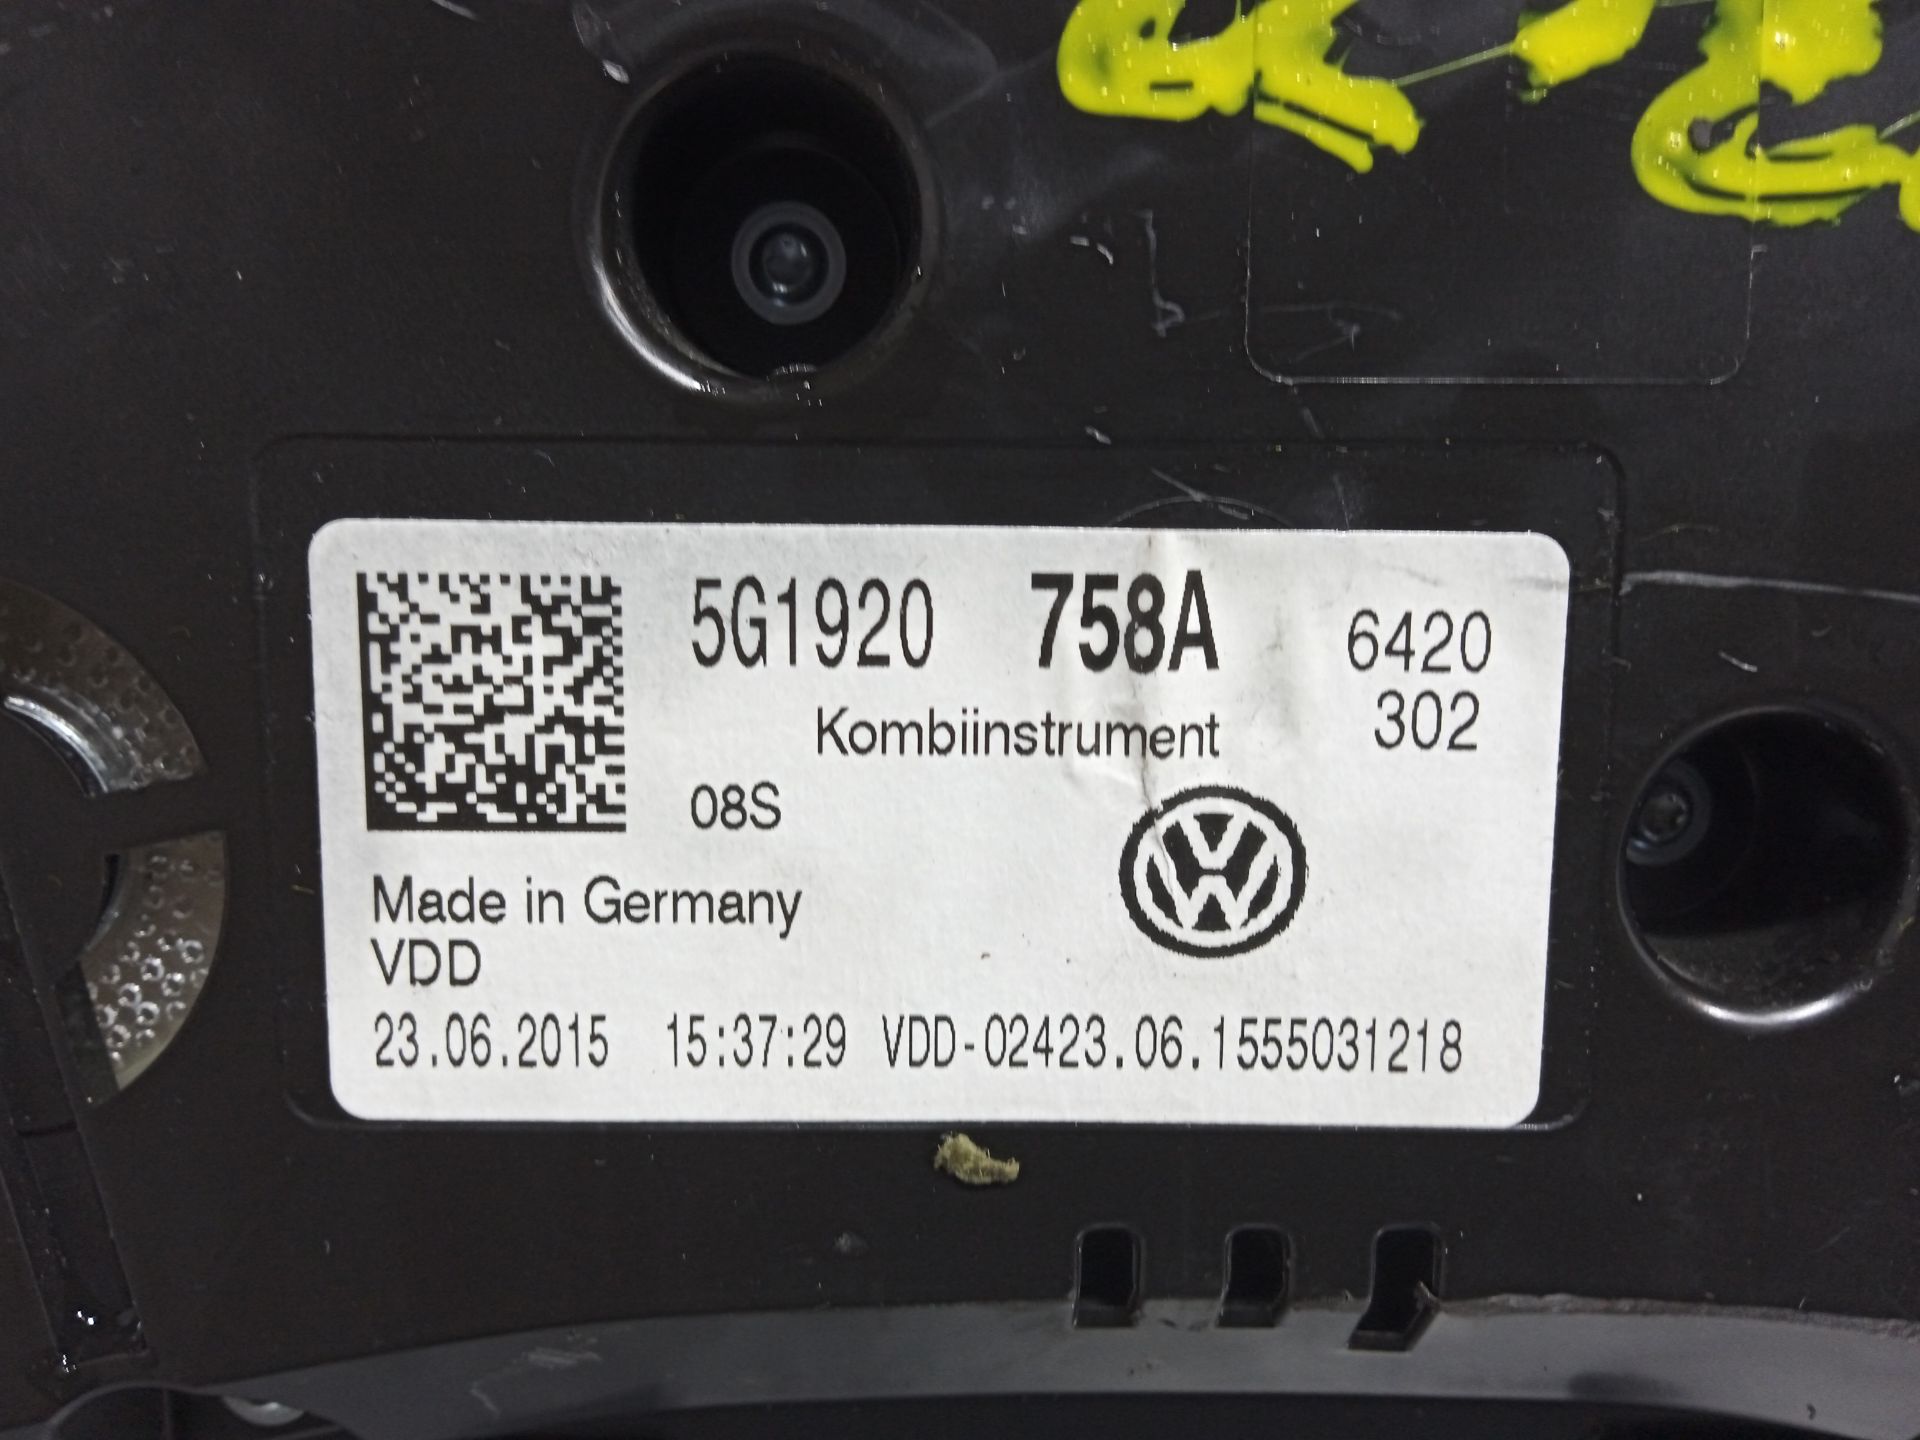 5G1920 758A 6420
302
Kombiinstrument
08S
Made in Germany
VDD
23.06.2015 15:37:29 VDD-02423.06.1555031218